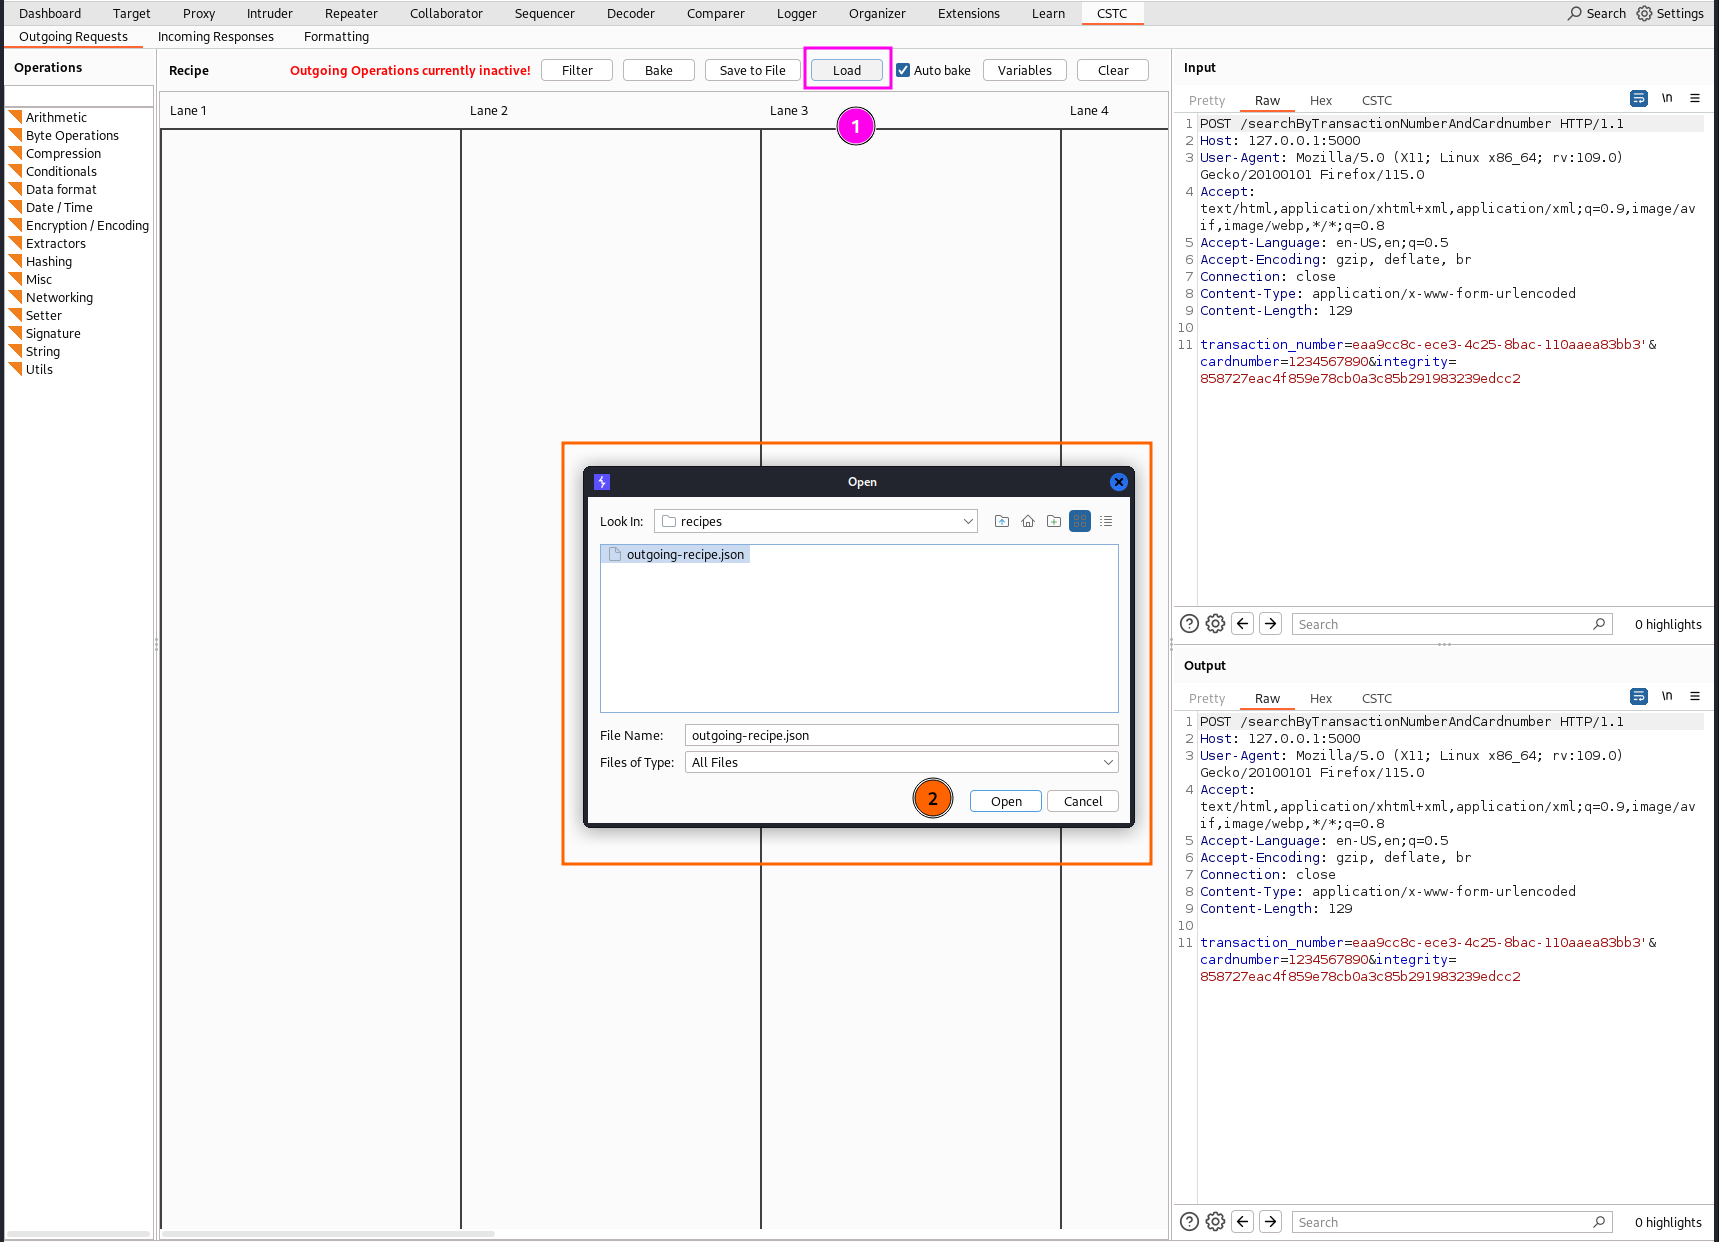 Dashboard Target Proxy Intruder Repeater Collaborator Sequencer Decoder Comparer Logger Organizer Extensions Learn CSTC Search Settings
Outgoing Requests Incoming Responses Formatting
Operations
Arithmetic
Byte Operations
Compression
Conditionals
Data format
Date / Time
Encryption / Encoding
Extractors
Hashing
Misc
Networking
Setter
Signature
String
Utils
Recipe Outgoing Operations currently inactive! Filter Bake Save to File Load Auto bake Variables Clear
Lane 1 Lane 2 Lane 3 Lane 4
1
Open
Look In: recipes
outgoing-recipe.json
File Name: outgoing-recipe.json
Files of Type: All Files
2 Open Cancel
Input
Pretty Raw Hex CSTC \n
1 POST /searchByTransactionNumberAndCardnumber HTTP/1.1
2 Host: 127.0.0.1:5000
3 User-Agent: Mozilla/5.0 (X11; Linux x86_64; rv:109.0)
Gecko/20100101 Firefox/115.0
4 Accept:
text/html,application/xhtml+xml,application/xml;q=0.9,image/av
if,image/webp,*/*;q=0.8
5 Accept-Language: en-US,en;q=0.5
6 Accept-Encoding: gzip, deflate, br
7 Connection: close
8 Content-Type: application/x-www-form-urlencoded
9 Content-Length: 129
10
11 transaction_number=eaa9cc8c-ece3-4c25-8bac-110aaea83bb3'&
cardnumber=1234567890&integrity=
858727eac4f859e78cb0a3c85b291983239edcc2
Search 0 highlights
Output
Pretty Raw Hex CSTC \n
1 POST /searchByTransactionNumberAndCardnumber HTTP/1.1
2 Host: 127.0.0.1:5000
3 User-Agent: Mozilla/5.0 (X11; Linux x86_64; rv:109.0)
Gecko/20100101 Firefox/115.0
4 Accept:
text/html,application/xhtml+xml,application/xml;q=0.9,image/av
if,image/webp,*/*;q=0.8
5 Accept-Language: en-US,en;q=0.5
6 Accept-Encoding: gzip, deflate, br
7 Connection: close
8 Content-Type: application/x-www-form-urlencoded
9 Content-Length: 129
10
11 transaction_number=eaa9cc8c-ece3-4c25-8bac-110aaea83bb3'&
cardnumber=1234567890&integrity=
858727eac4f859e78cb0a3c85b291983239edcc2
Search 0 highlights